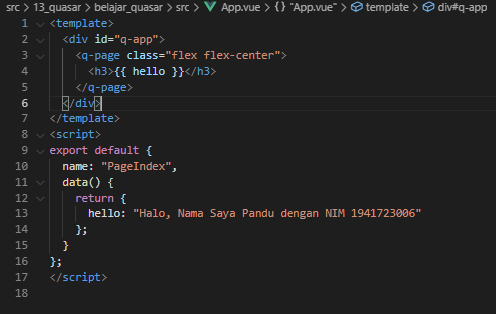 src > 13_quasar > belajar_quasar > src > App.vue > {} "App.vue" > template > div#q-app
1 <template>
2 <div id="q-app">
3 <q-page class="flex flex-center">
4 <h3>{{ hello }}</h3>
5 </q-page>
6 </div>
7 </template>
8 <script>
9 export default {
10 name: "PageIndex",
11 data() {
12 return {
13 hello: "Halo, Nama Saya Pandu dengan NIM 1941723006"
14 };
15 }
16 };
17 </script>
18